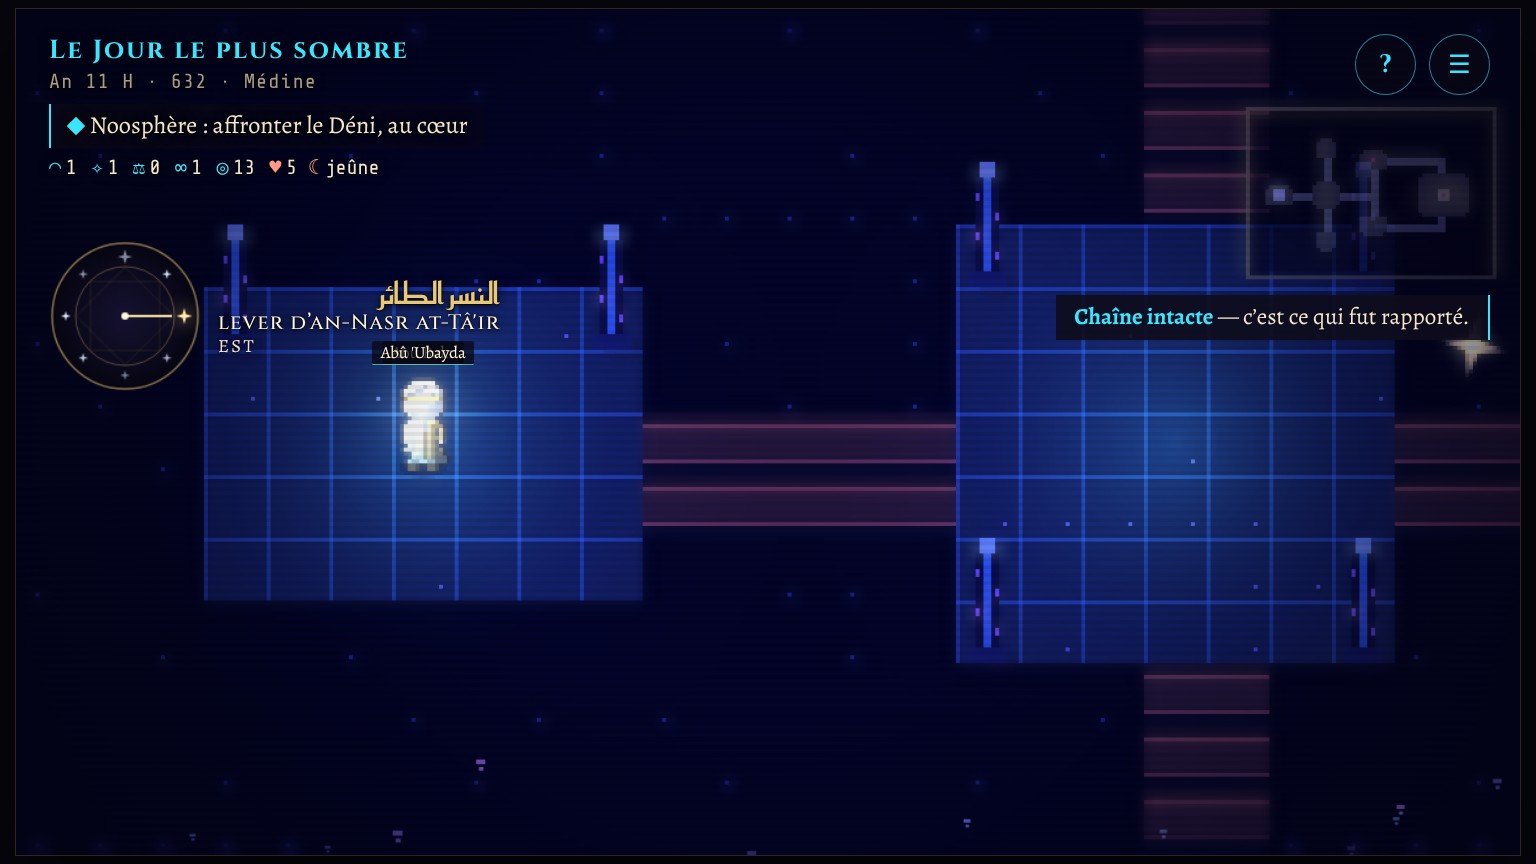 Le Jour le plus sombre
An 11 H · 632 · Médine
◆ Noosphère : affronter le Déni, au cœur
◠ 1 ✧ 1 ⚖ 0 ∞ 1 ◎ 13 ♥ 5 ☾ jeûne
?
☰
النسر الطائر
LEVER D’AN-NASR AT-TÂ’IR
EST
Abû ‘Ubayda
Chaîne intacte — c’est ce qui fut rapporté.